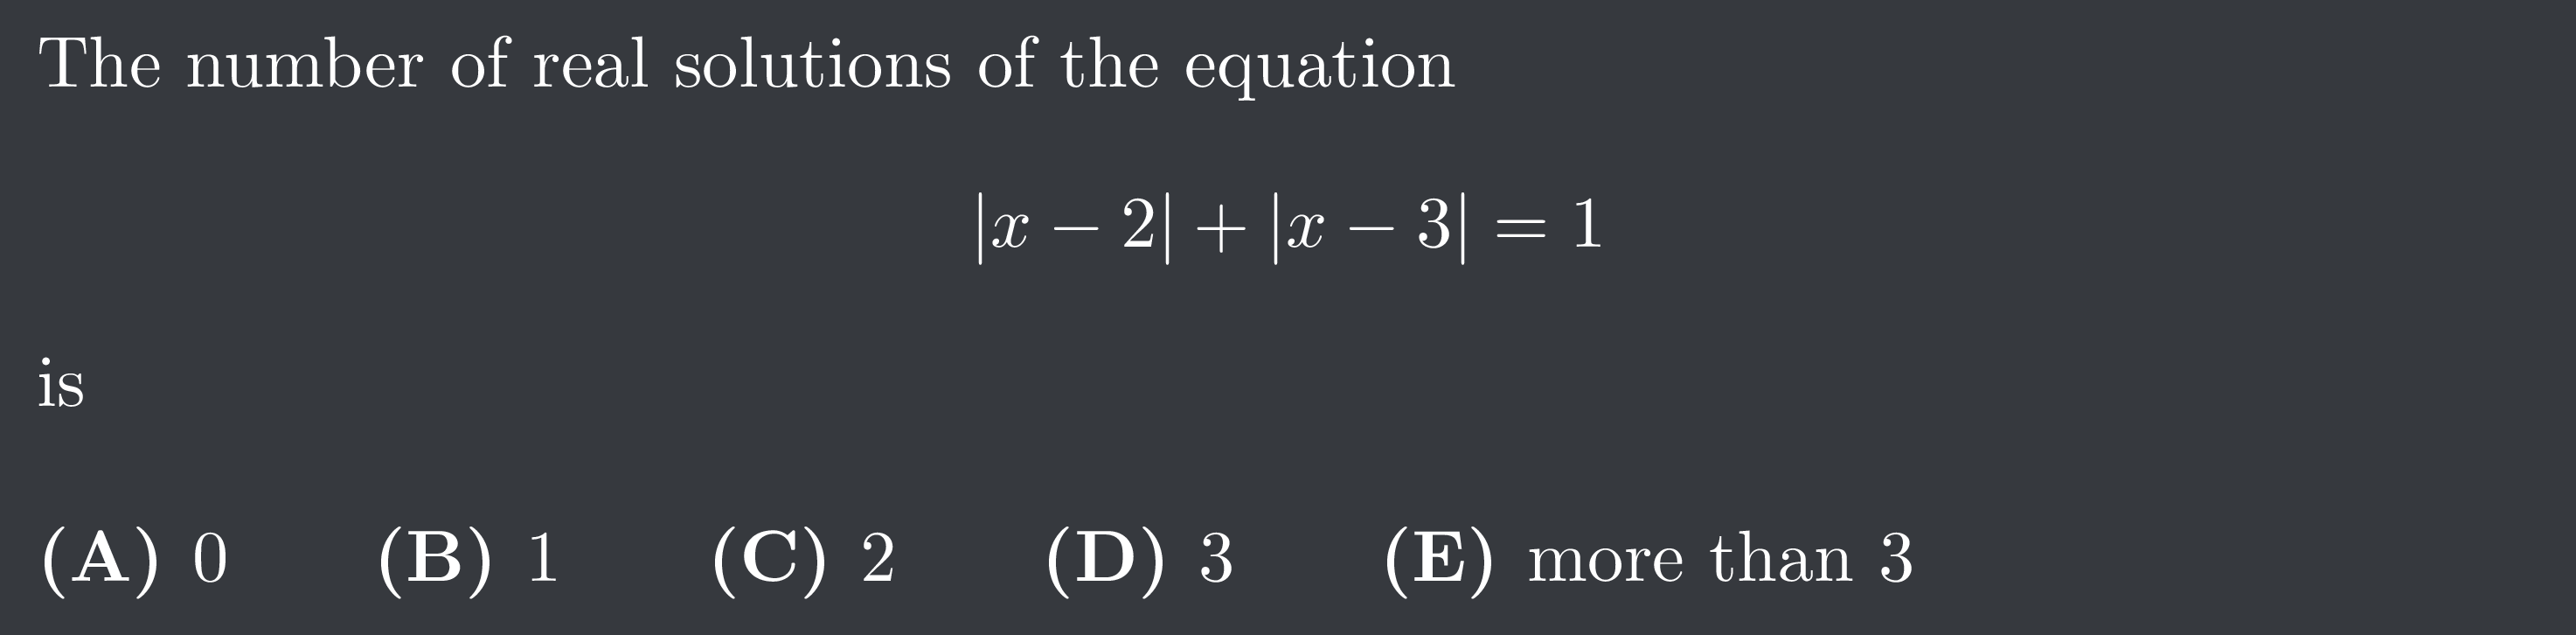 The number of real solutions of the equation
|x − 2| + |x − 3| = 1
is
(A) 0 (B) 1 (C) 2 (D) 3 (E) more than 3